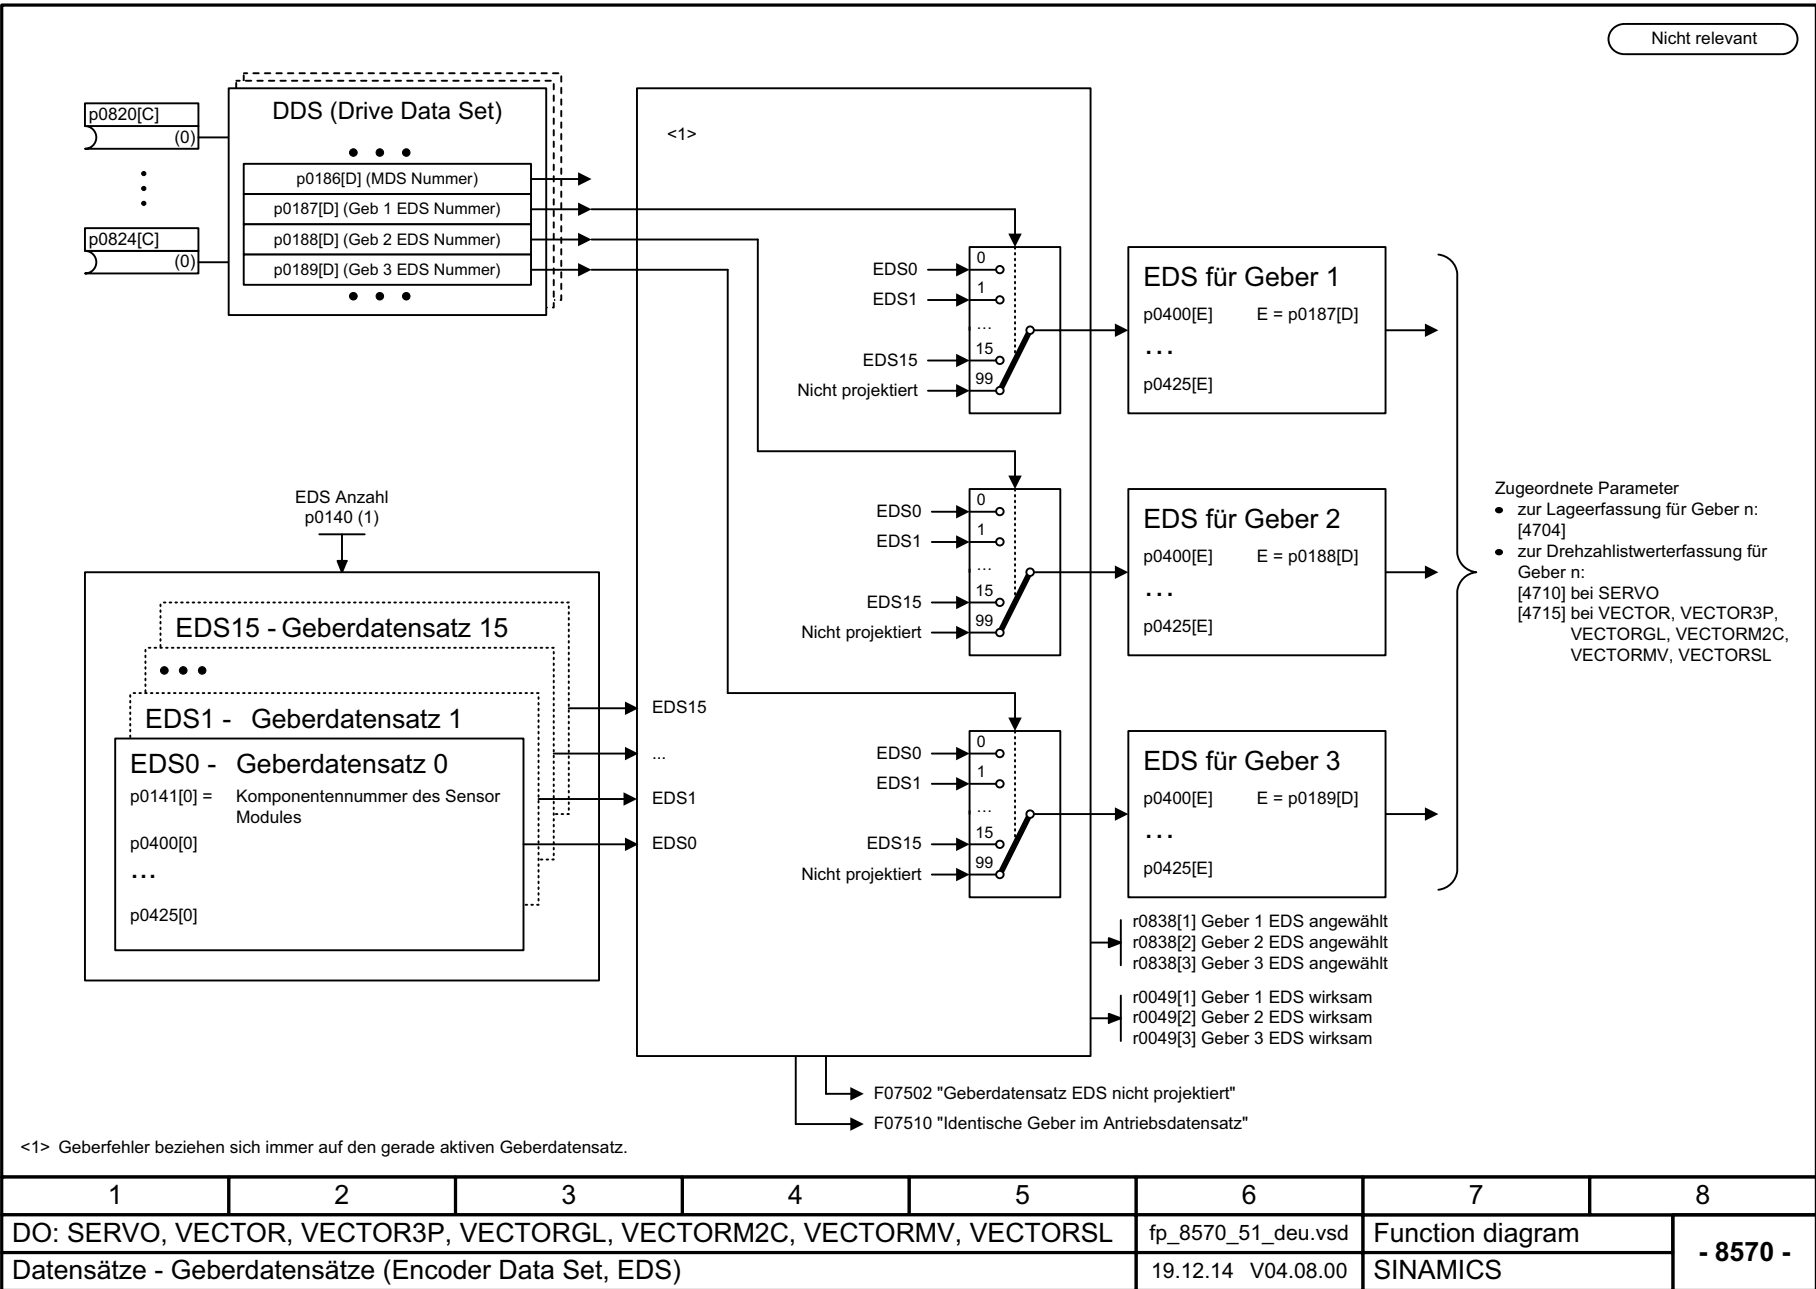 Nicht relevant
p0820[C]
(0)
p0824[C]
(0)
DDS (Drive Data Set)
p0186[D] (MDS Nummer)
p0187[D] (Geb 1 EDS Nummer)
p0188[D] (Geb 2 EDS Nummer)
p0189[D] (Geb 3 EDS Nummer)
<1>
EDS0
0
EDS1
1
...
EDS15
15
Nicht projektiert
99
EDS für Geber 1
p0400[E] E = p0187[D]
...
p0425[E]
EDS0
0
EDS1
1
...
EDS15
15
Nicht projektiert
99
EDS für Geber 2
p0400[E] E = p0188[D]
...
p0425[E]
EDS0
0
EDS1
1
...
EDS15
15
Nicht projektiert
99
EDS für Geber 3
p0400[E] E = p0189[D]
...
p0425[E]
Zugeordnete Parameter
• zur Lageerfassung für Geber n:
[4704]
• zur Drehzahlistwerterfassung für
Geber n:
[4710] bei SERVO
[4715] bei VECTOR, VECTOR3P,
VECTORGL, VECTORM2C,
VECTORMV, VECTORSL
EDS Anzahl
p0140 (1)
EDS15 - Geberdatensatz 15
EDS1 - Geberdatensatz 1
EDS0 - Geberdatensatz 0
p0141[0] = Komponentennummer des Sensor
Modules
p0400[0]
...
p0425[0]
EDS15
...
EDS1
EDS0
r0838[1] Geber 1 EDS angewählt
r0838[2] Geber 2 EDS angewählt
r0838[3] Geber 3 EDS angewählt
r0049[1] Geber 1 EDS wirksam
r0049[2] Geber 2 EDS wirksam
r0049[3] Geber 3 EDS wirksam
F07502 "Geberdatensatz EDS nicht projektiert"
F07510 "Identische Geber im Antriebsdatensatz"
<1> Geberfehler beziehen sich immer auf den gerade aktiven Geberdatensatz.
1 2 3 4 5 6 7 8
DO: SERVO, VECTOR, VECTOR3P, VECTORGL, VECTORM2C, VECTORMV, VECTORSL
fp_8570_51_deu.vsd
Function diagram
- 8570 -
Datensätze - Geberdatensätze (Encoder Data Set, EDS)
19.12.14 V04.08.00
SINAMICS